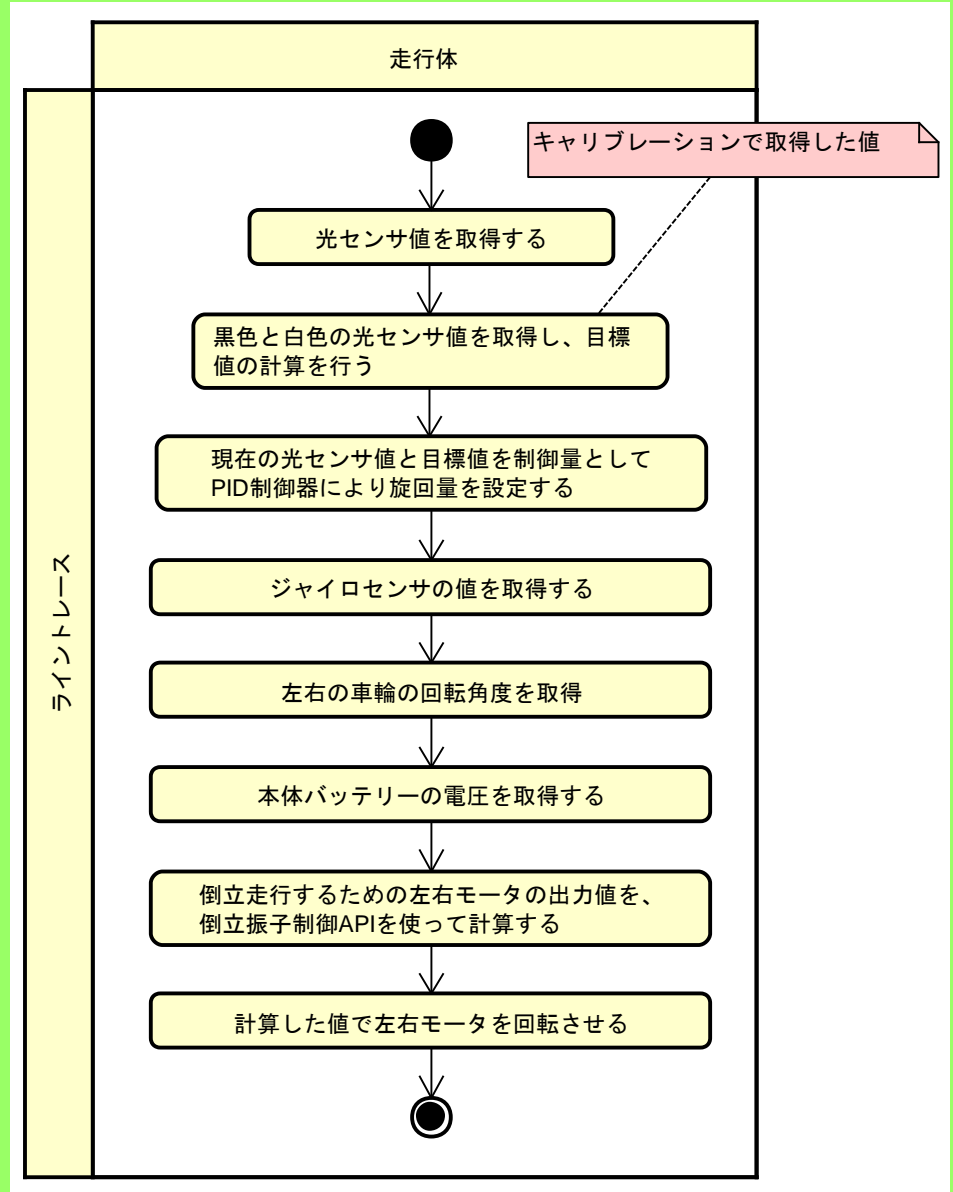 走行体
キャリブレーションで取得した値
光センサ値を取得する
黒色と白色の光センサ値を取得し、目標
値の計算を行う
現在の光センサ値と目標値を制御量として
PID制御器により旋回量を設定する
ライントレース
ジャイロセンサの値を取得する
左右の車輪の回転角度を取得
本体バッテリーの電圧を取得する
倒立走行するための左右モータの出力値を、
倒立振子制御APIを使って計算する
計算した値で左右モータを回転させる